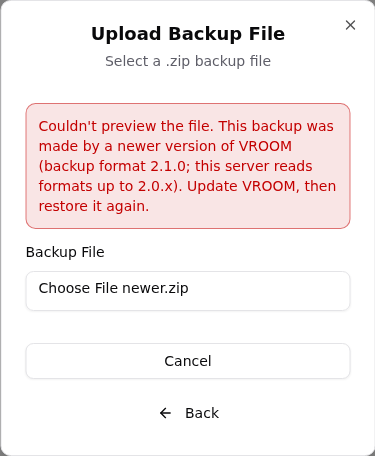 Upload Backup File
Select a .zip backup file
Couldn't preview the file. This backup was
made by a newer version of VROOM
(backup format 2.1.0; this server reads
formats up to 2.0.x). Update VROOM, then
restore it again.
Backup File
Choose File newer.zip
Cancel
Back